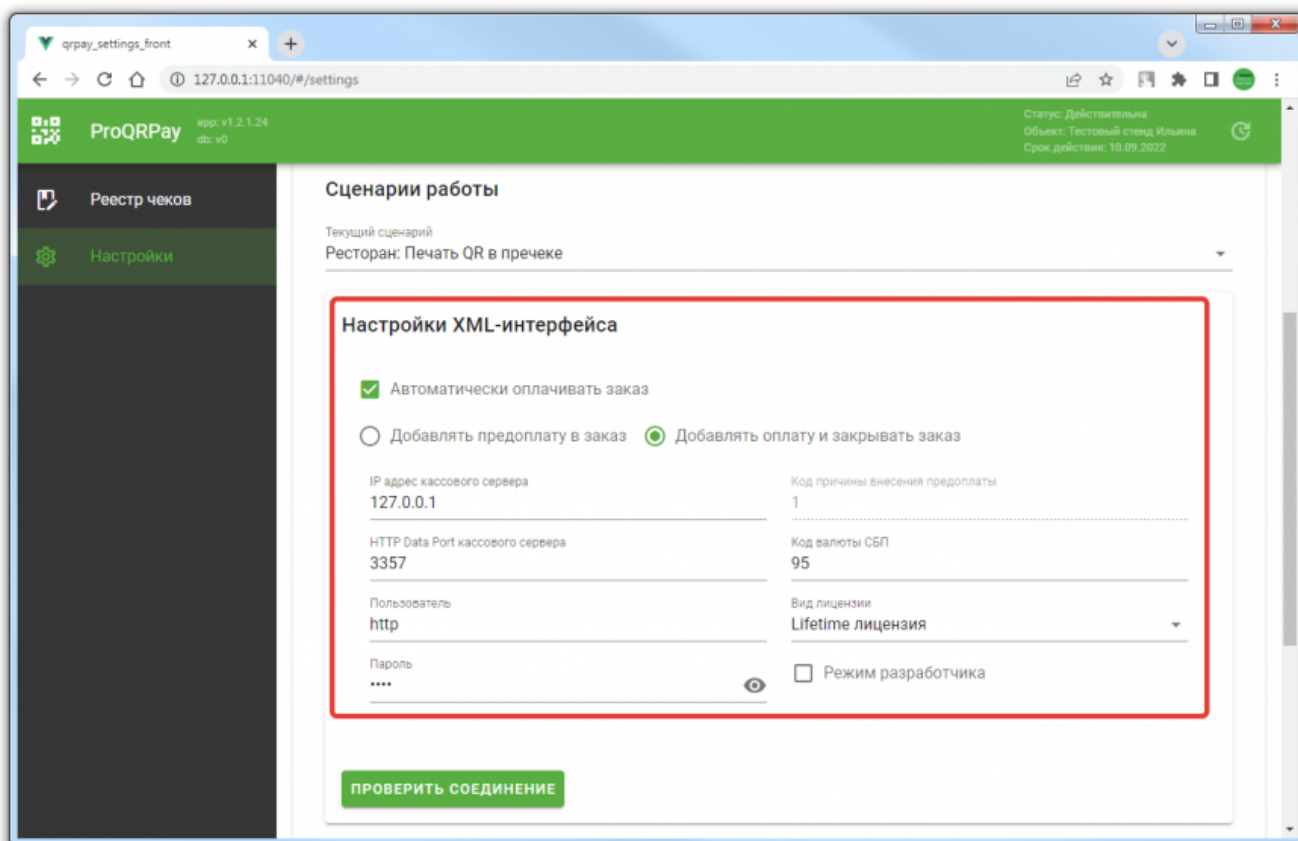 qrpay_settings_front
127.0.0.1:11040/#/settings
ProQRPay
app: v1.2.1.24
db: v0
Статус: Действительна
Объект: Тестовый стенд Ильина
Срок действия: 10.09.2022
Реестр чеков
Настройки
Сценарии работы
Текущий сценарий
Ресторан: Печать QR в пречеке
Настройки XML-интерфейса
Автоматически оплачивать заказ
Добавлять предоплату в заказ Добавлять оплату и закрывать заказ
IP адрес кассового сервера
127.0.0.1
Код причины внесения предоплаты
1
HTTP Data Port кассового сервера
3357
Код валюты СБП
95
Пользователь
http
Вид лицензии
Lifetime лицензия
Пароль
••••
Режим разработчика
ПРОВЕРИТЬ СОЕДИНЕНИЕ